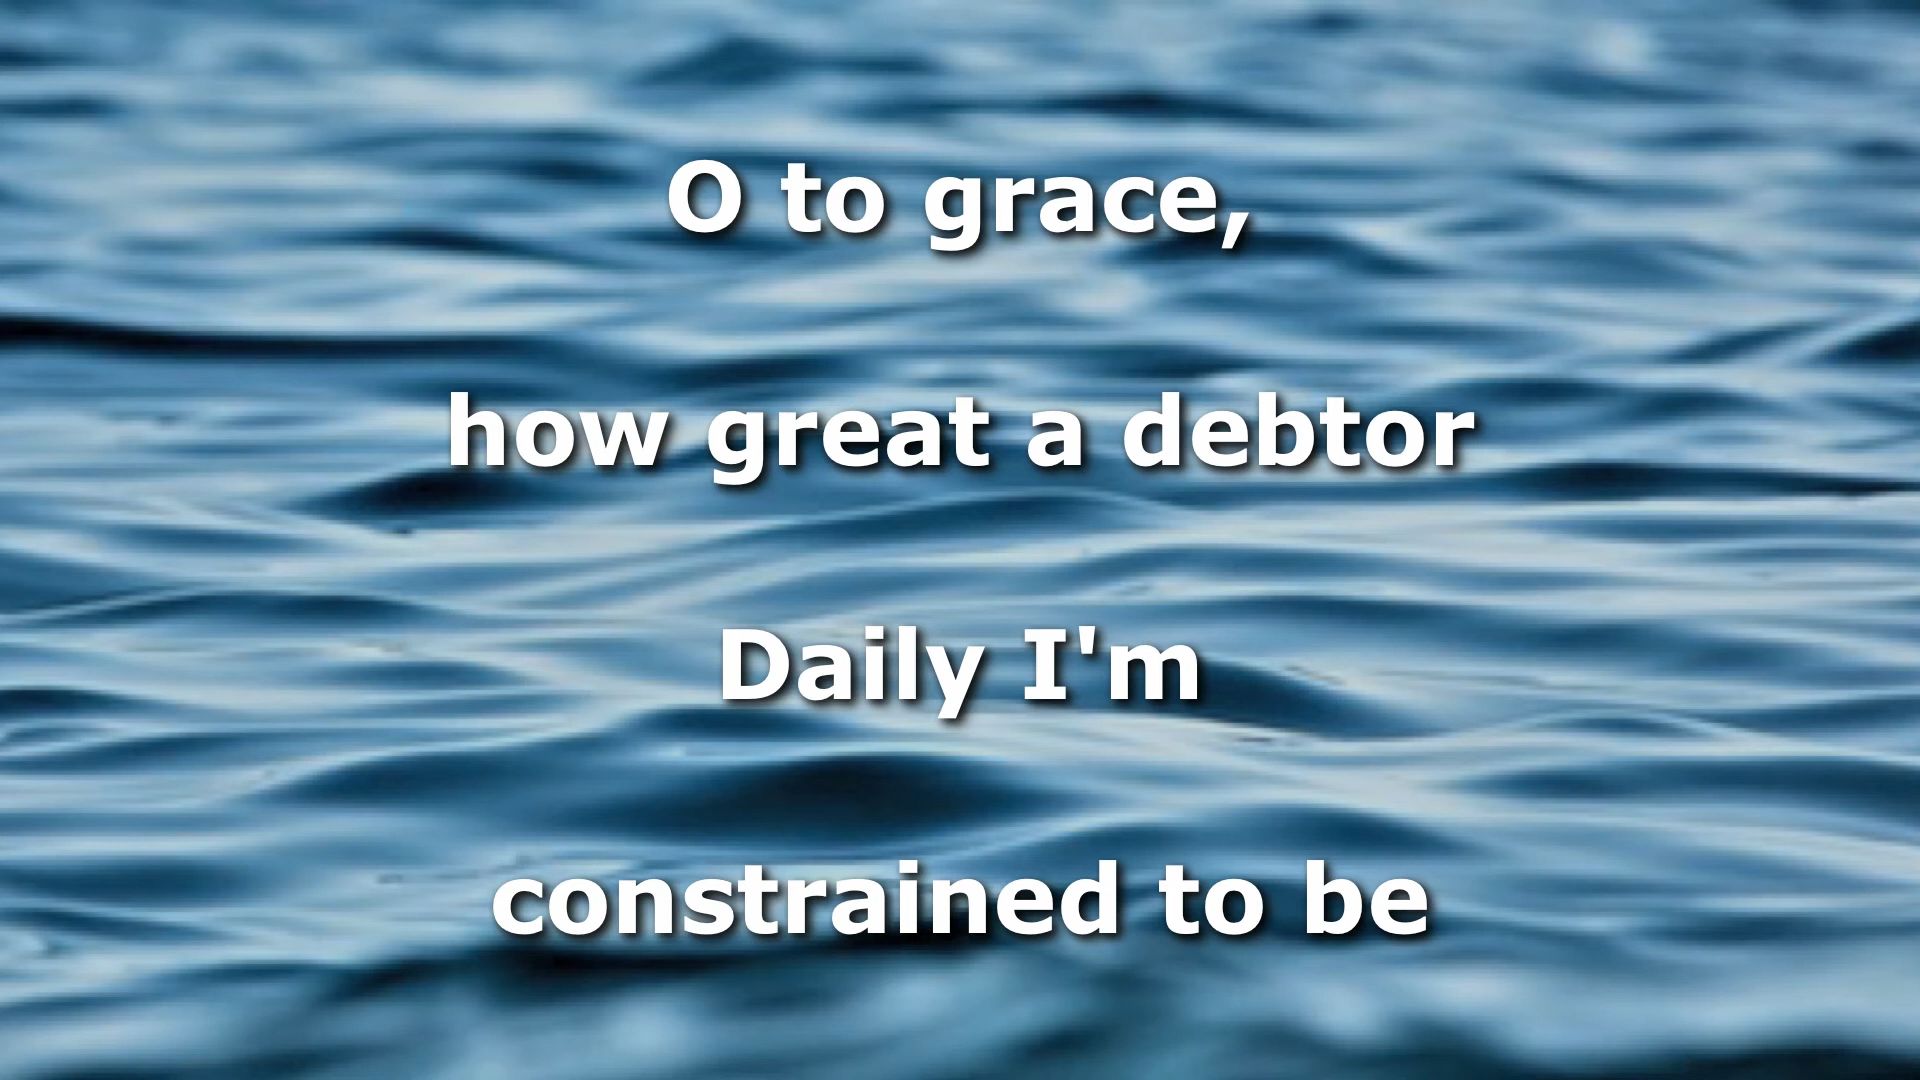 O to grace,
how great a debtor
Daily I'm
constrained to be